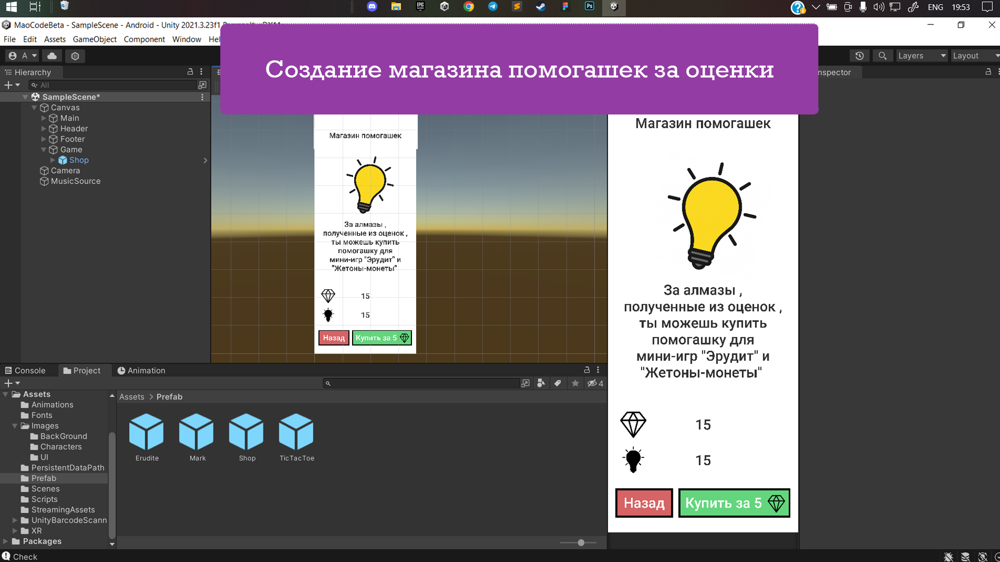 ENG
19:53
MaoCodeBeta - SampleScene - Android - Unity 2021.3.23f1
File Edit Assets GameObject Component Window
Создание магазина помогашек за оценки
A
Layers
Layout
Hierarchy
nspector
All
SampleScene*
Canvas
Main
Header
Footer
Game
Shop
Camera
MusicSource
Магазин помогашек
За алмазы ,
полученные из оценок ,
ты можешь купить
помогашку для
мини-игр "Эрудит" и
"Жетоны-монеты"
15
15
Назад
Купить за 5
Магазин помогашек
За алмазы ,
полученные из оценок ,
ты можешь купить
помогашку для
мини-игр "Эрудит" и
"Жетоны-монеты"
15
15
Назад
Купить за 5
Console
Project
Animation
4
Assets
Animations
Fonts
Images
BackGround
Characters
UI
PersistentDataPath
Prefab
Scenes
Scripts
StreamingAssets
UnityBarcodeScann
XR
Packages
Assets > Prefab
Erudite
Mark
Shop
TicTacToe
Check